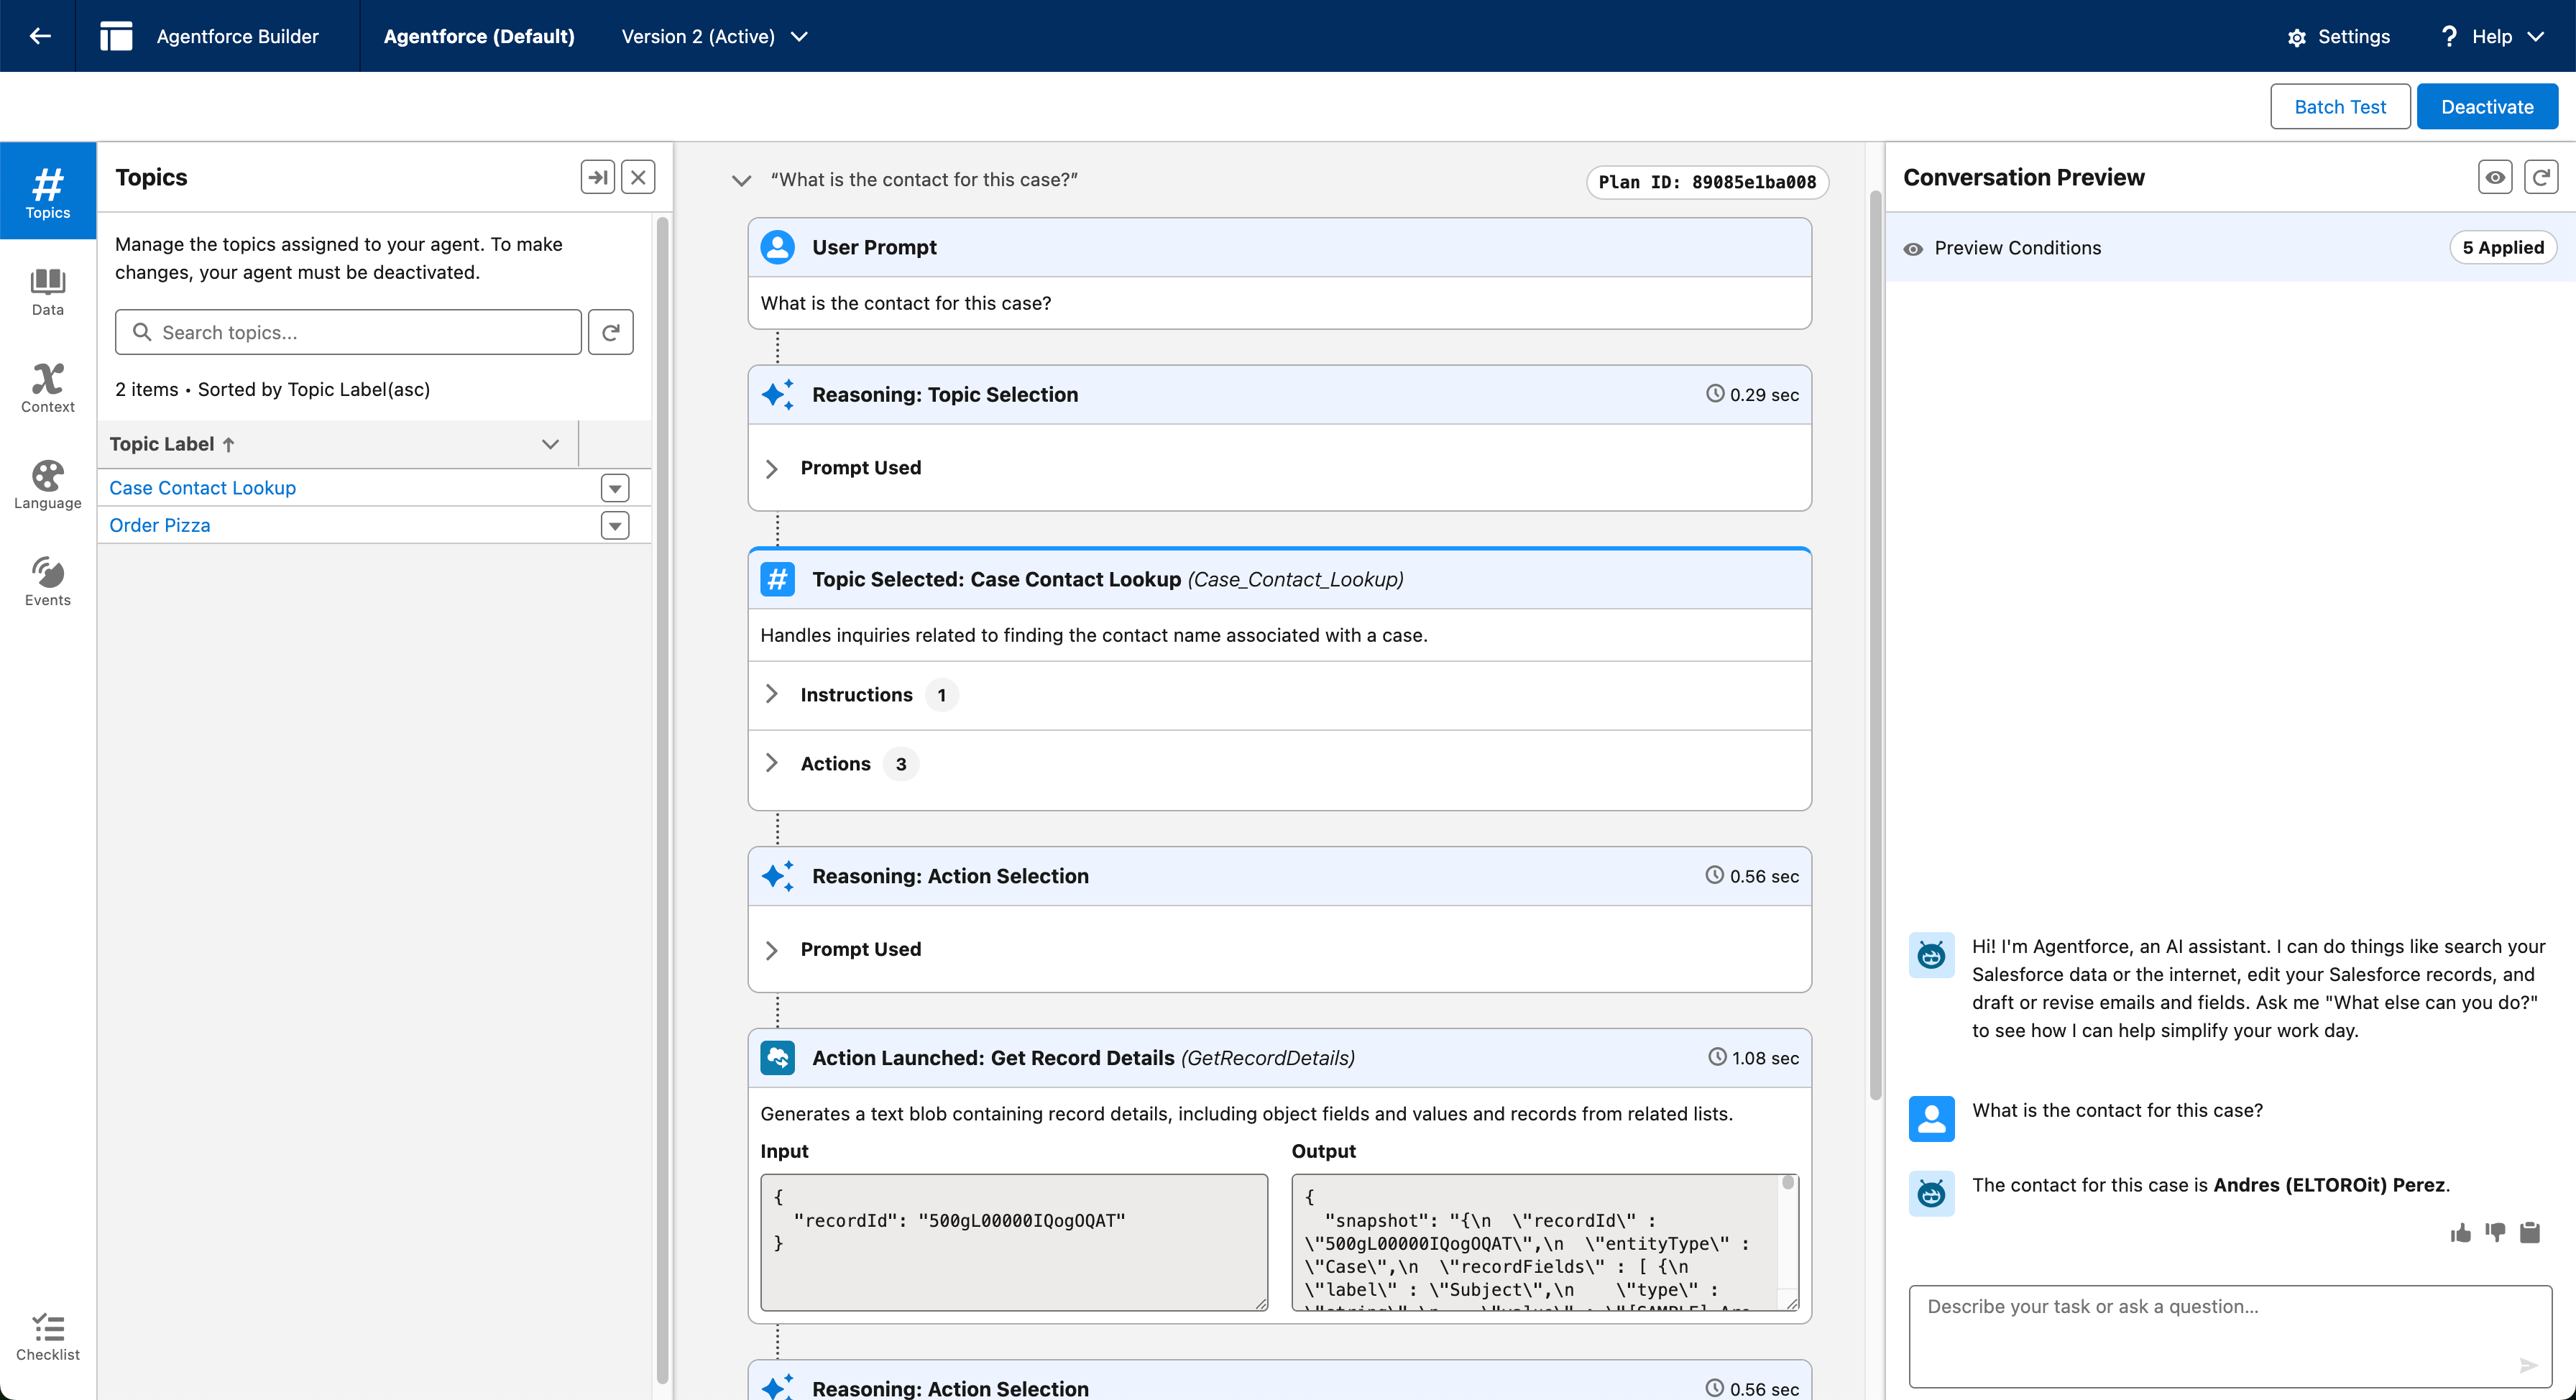 Agentforce Builder
Agentforce (Default)
Version 2 (Active)
Settings
? Help
Batch Test
Deactivate
# Topics
Data
Context
Language
Events
Checklist
Topics
Manage the topics assigned to your agent. To make
changes, your agent must be deactivated.
Search topics...
2 items • Sorted by Topic Label(asc)
Topic Label ↑
Case Contact Lookup
Order Pizza
“What is the contact for this case?”
Plan ID: 89085e1ba008
User Prompt
What is the contact for this case?
Reasoning: Topic Selection
0.29 sec
Prompt Used
# Topic Selected: Case Contact Lookup (Case_Contact_Lookup)
Handles inquiries related to finding the contact name associated with a case.
Instructions 1
Actions 3
Reasoning: Action Selection
0.56 sec
Prompt Used
Action Launched: Get Record Details (GetRecordDetails)
1.08 sec
Generates a text blob containing record details, including object fields and values and records from related lists.
Input
{
"recordId": "500gL00000IQogOQAT"
}
Output
{
"snapshot": "{\n  \"recordId\" :
\"500gL00000IQogOQAT\",\n  \"entityType\" :
\"Case\",\n  \"recordFields\" : [ {\n
\"label\" : \"Subject\",\n    \"type\" :
Reasoning: Action Selection
0.56 sec
Conversation Preview
Preview Conditions
5 Applied
Hi! I'm Agentforce, an AI assistant. I can do things like search your
Salesforce data or the internet, edit your Salesforce records, and
draft or revise emails and fields. Ask me "What else can you do?"
to see how I can help simplify your work day.
What is the contact for this case?
The contact for this case is Andres (ELTOROit) Perez.
Describe your task or ask a question...